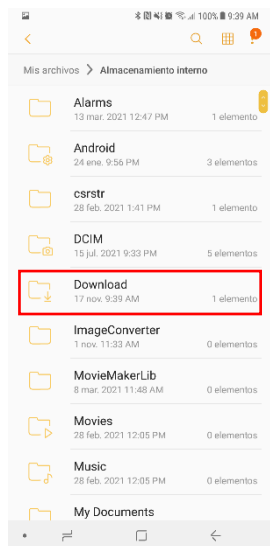 100% 9:39 AM
Mis archivos > Almacenamiento interno
Alarms
13 mar. 2021 12:47 PM 1 elemento
Android
24 ene. 9:56 PM 3 elementos
csrstr
28 feb. 2021 1:41 PM 1 elemento
DCIM
15 jul. 2021 9:33 PM 5 elementos
Download
17 nov. 9:39 AM 1 elemento
ImageConverter
1 nov. 11:33 AM 0 elementos
MovieMakerLib
8 mar. 2021 11:48 AM 0 elementos
Movies
28 feb. 2021 12:05 PM 0 elementos
Music
28 feb. 2021 12:05 PM 0 elementos
My Documents